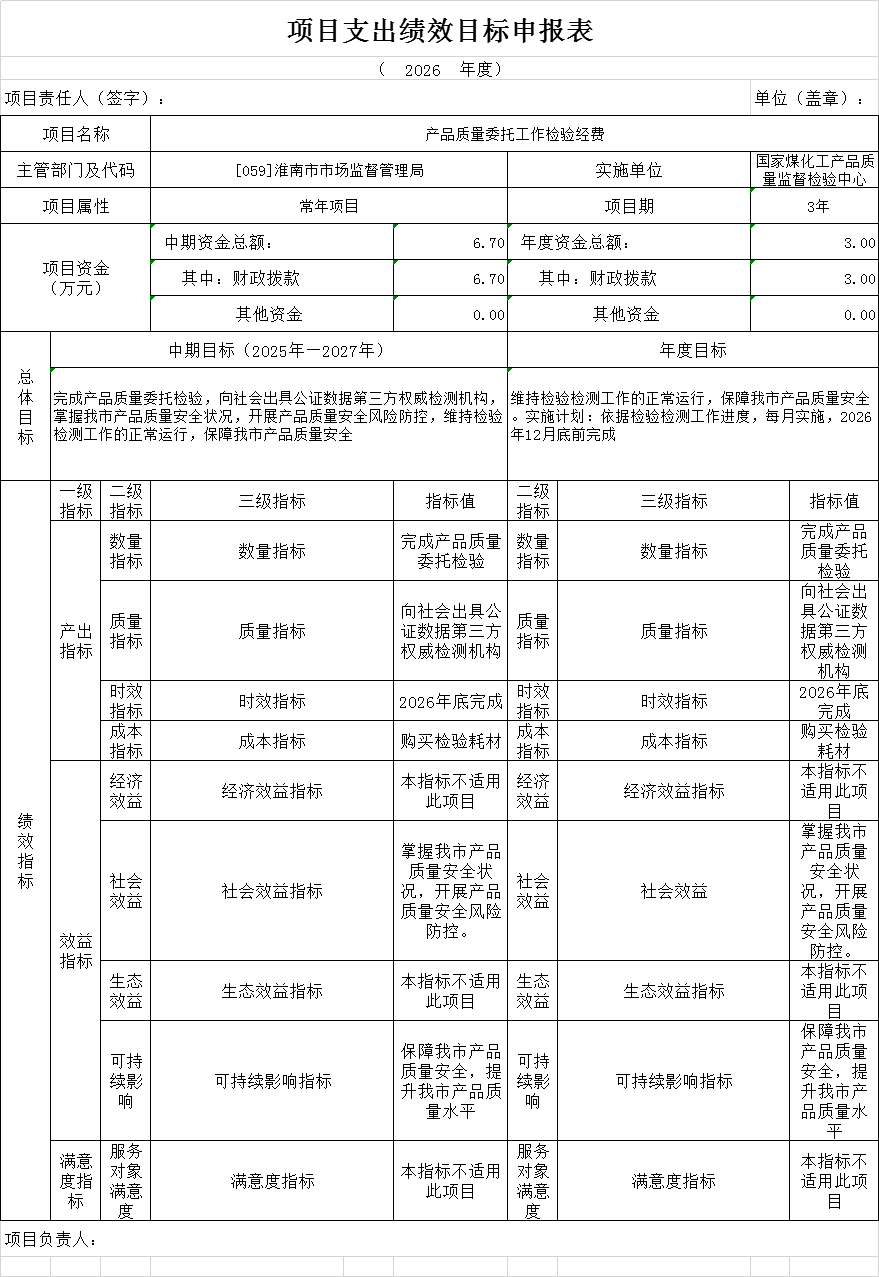 项目支出绩效目标申报表
（ 2026 年度）
项目责任人（签字）： 单位（盖章）：
项目名称 产品质量委托工作检验经费
主管部门及代码 [059]淮南市市场监督管理局 实施单位 国家煤化工产品质
量监督检验中心
项目属性 常年项目 项目期 3年
项目资金
（万元）
中期资金总额： 6.70 年度资金总额： 3.00
其中：财政拨款 6.70 其中：财政拨款 3.00
其他资金 0.00 其他资金 0.00
总
体
目
标
中期目标（2025年—2027年） 年度目标
完成产品质量委托检验，向社会出具公证数据第三方权威检测机构，
掌握我市产品质量安全状况，开展产品质量安全风险防控，维持检验
检测工作的正常运行，保障我市产品质量安全
维持检验检测工作的正常运行，保障我市产品质量安全
。实施计划：依据检验检测工作进度，每月实施，2026
年12月底前完成
绩
效
指
标
一级
指标
二级
指标
三级指标
指标值
二级
指标
三级指标
指标值
产出
指标
数量
指标
数量指标
完成产品质量
委托检验
数量
指标
数量指标
完成产品
质量委托
检验
质量
指标
质量指标
向社会出具公
证数据第三方
权威检测机构
质量
指标
质量指标
向社会出
具公证数
据第三方
权威检测
机构
时效
指标
时效指标
2026年底完成
时效
指标
时效指标
2026年底
完成
成本
指标
成本指标
购买检验耗材
成本
指标
成本指标
购买检验
耗材
效益
指标
经济
效益
经济效益指标
本指标不适用
此项目
经济
效益
经济效益指标
本指标不
适用此项
目
社会
效益
社会效益指标
掌握我市产品
质量安全状
况，开展产品
质量安全风险
防控。
社会
效益
社会效益
掌握我市
产品质量
安全状
况，开展
产品质量
安全风险
防控。
生态
效益
生态效益指标
本指标不适用
此项目
生态
效益
生态效益指标
本指标不
适用此项
目
可持
续影
响
可持续影响指标
保障我市产品
质量安全，提
升我市产品质
量水平
可持
续影
响
可持续影响指标
保障我市
产品质量
安全，提
升我市产
品质量水
平
满意
度指
标
服务
对象
满意
度
满意度指标
本指标不适用
此项目
服务
对象
满意
度
满意度指标
本指标不
适用此项
目
项目负责人：